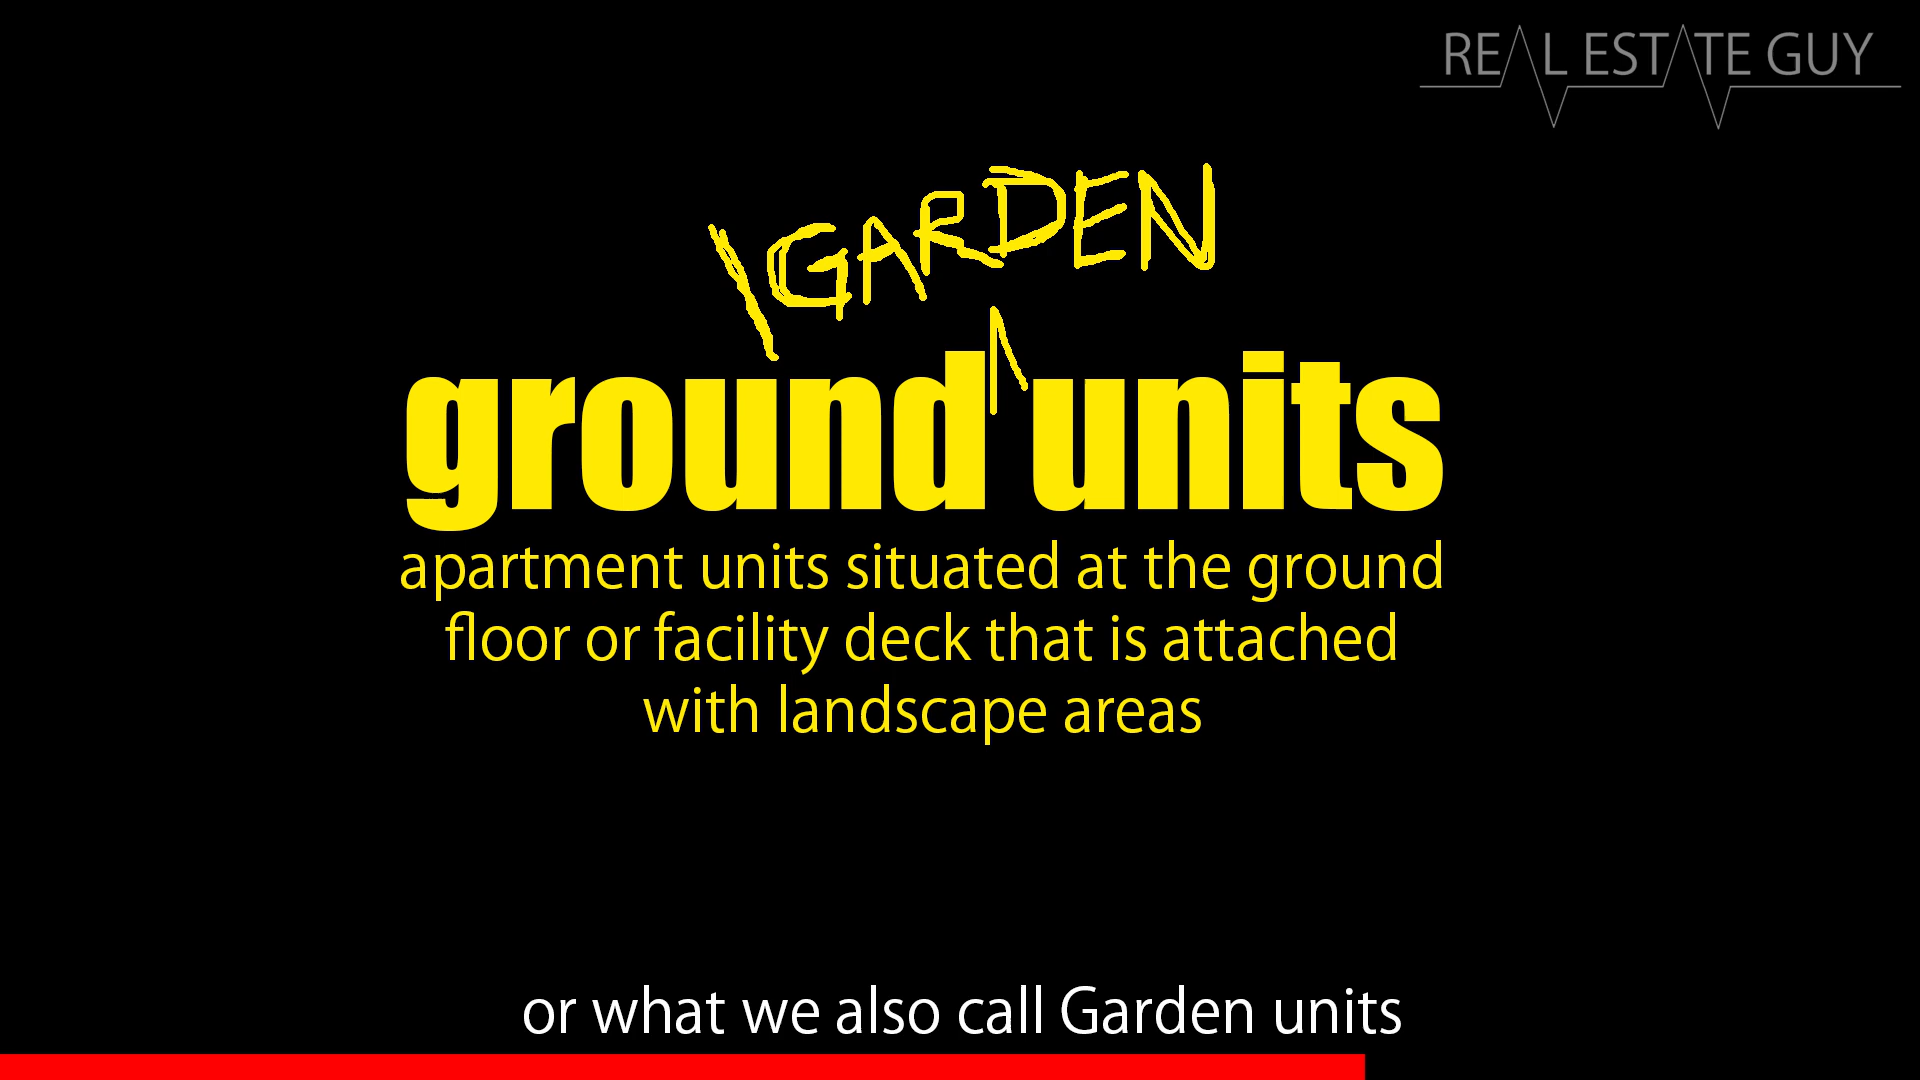 REAL ESTATE GUY
\GARDEN
ground units
apartment units situated at the ground
floor or facility deck that is attached
with landscape areas
or what we also call Garden units